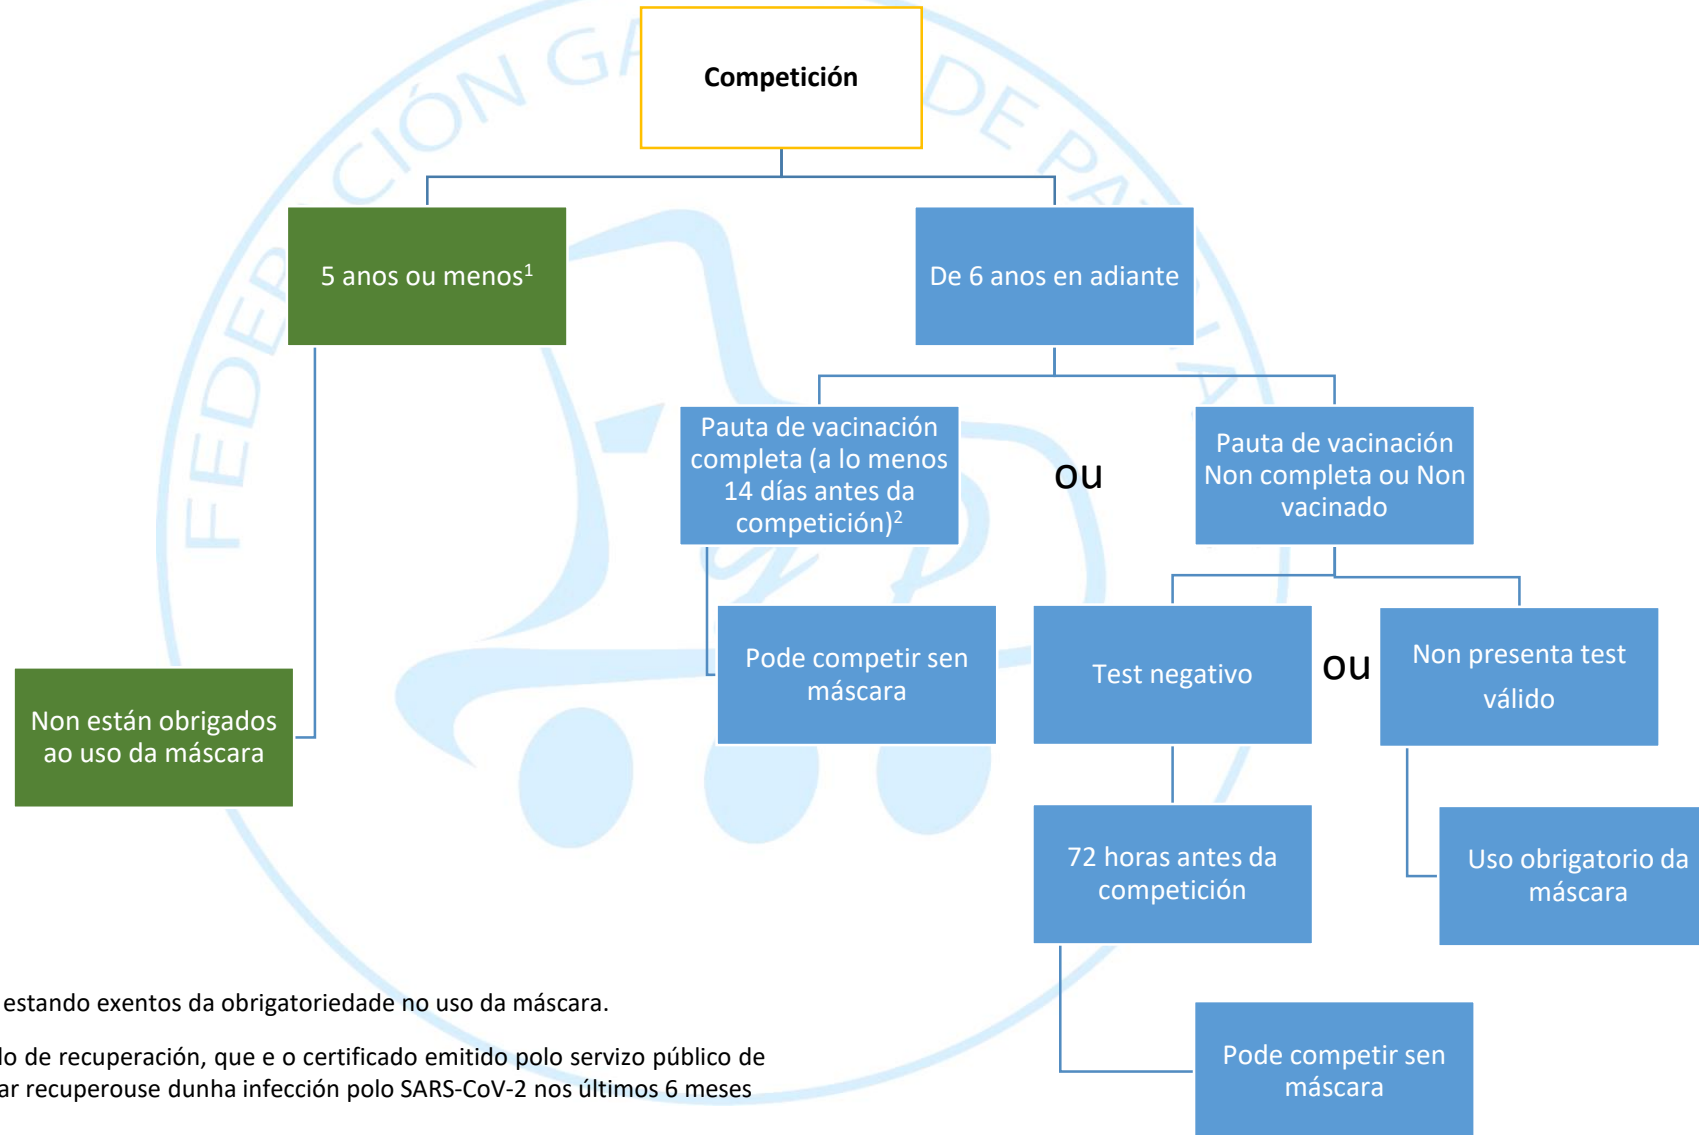 Competición
5 anos ou menos1
De 6 anos en adiante
Pauta de vacinación
completa (a lo menos
14 días antes da
competición)2
ou
Pauta de vacinación
Non completa ou Non
vacinado
Pode competir sen
máscara
Test negativo
ou
Non presenta test
válido
Non están obrigados
ao uso da máscara
72 horas antes da
competición
Uso obrigatorio da
máscara
Pode competir sen
máscara
estando exentos da obrigatoriedade no uso da máscara.
de recuperación, que e o certificado emitido polo servizo público de
recuperouse dunha infección polo SARS-CoV-2 nos últimos 6 meses
DE